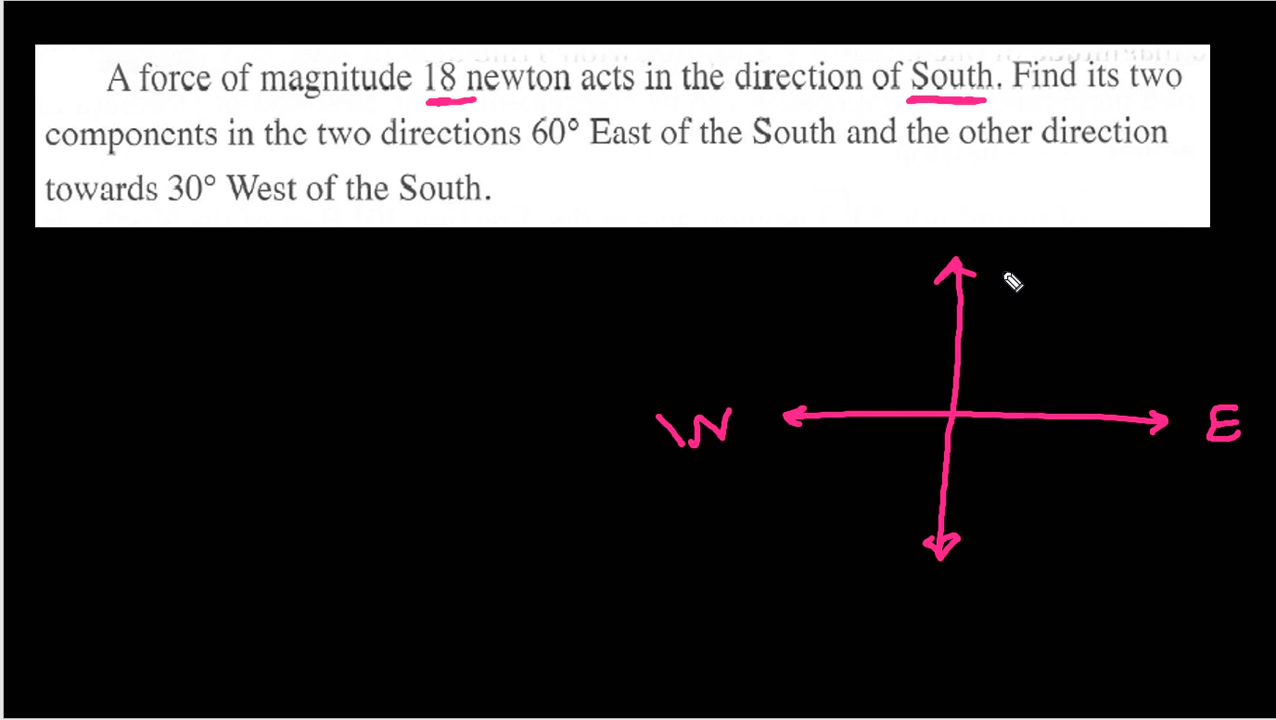 A force of magnitude 18 newton acts in the direction of South. Find its two
components in the two directions 60° East of the South and the other direction
towards 30° West of the South.
W E